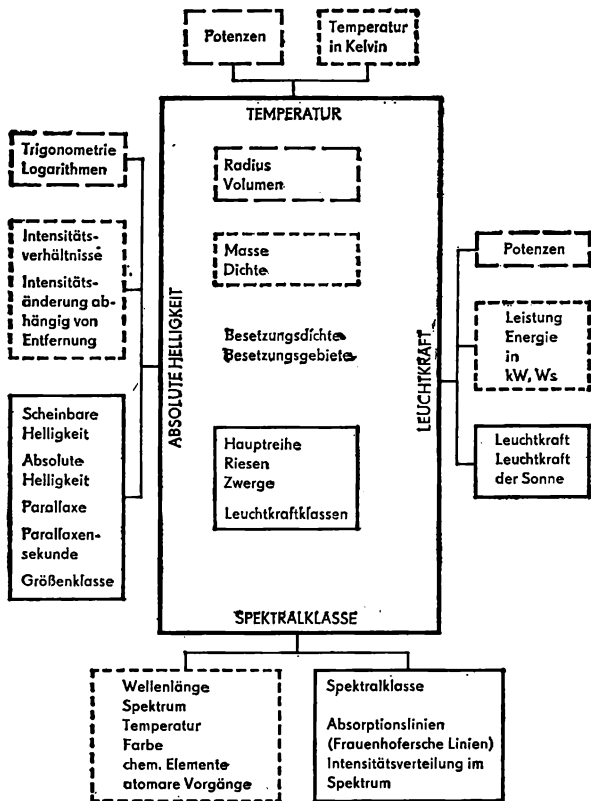 Potenzen
Temperatur
in Kelvin
TEMPERATUR
Trigonometrie
Logarithmen
Intensitäts-
verhältnisse
Intensitäts-
änderung ab-
hängig von
Entfernung
Scheinbare
Helligkeit
Absolute
Helligkeit
Parallaxe
Parallaxen-
sekunde
Größenklasse
ABSOLUTE HELLIGKEIT
Radius
Volumen
Masse
Dichte
Besetzungsdichte
Besetzungsgebiete
Hauptreihe
Riesen
Zwerge
Leuchtkraftklassen
LEUCHTKRAFT
Potenzen
Leistung
Energie
in
kW, Ws
Leuchtkraft
Leuchtkraft
der Sonne
SPEKTRALKLASSE
Wellenlänge
Spektrum
Temperatur
Farbe
chem. Elemente
atomare Vorgänge
Spektralklasse
Absorptionslinien
(Frauenhofersche Linien)
Intensitätsverteilung im
Spektrum